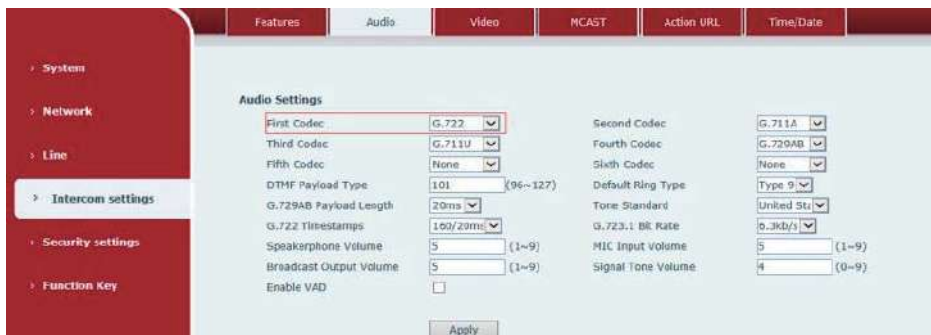 Features Audio Video MCAST Action URL Time/Date
› System
› Network
› Line
› Intercom settings
› Security settings
› Function Key
Audio Settings
First Codec G.722 Second Codec G.711A
Third Codec G.711U Fourth Codec G.729AB
Fifth Codec None Sixth Codec None
DTMF Payload Type 101 (96~127) Default Ring Type Type 9
G.729AB Payload Length 20ms Tone Standard United Sta
G.722 Timestamps 160/20ms G.723.1 Bit Rate 6.3kb/s
Speakerphone Volume 5 (1~9) MIC Input Volume 5 (1~9)
Broadcast Output Volume 5 (1~9) Signal Tone Volume 4 (0~9)
Enable VAD
Apply